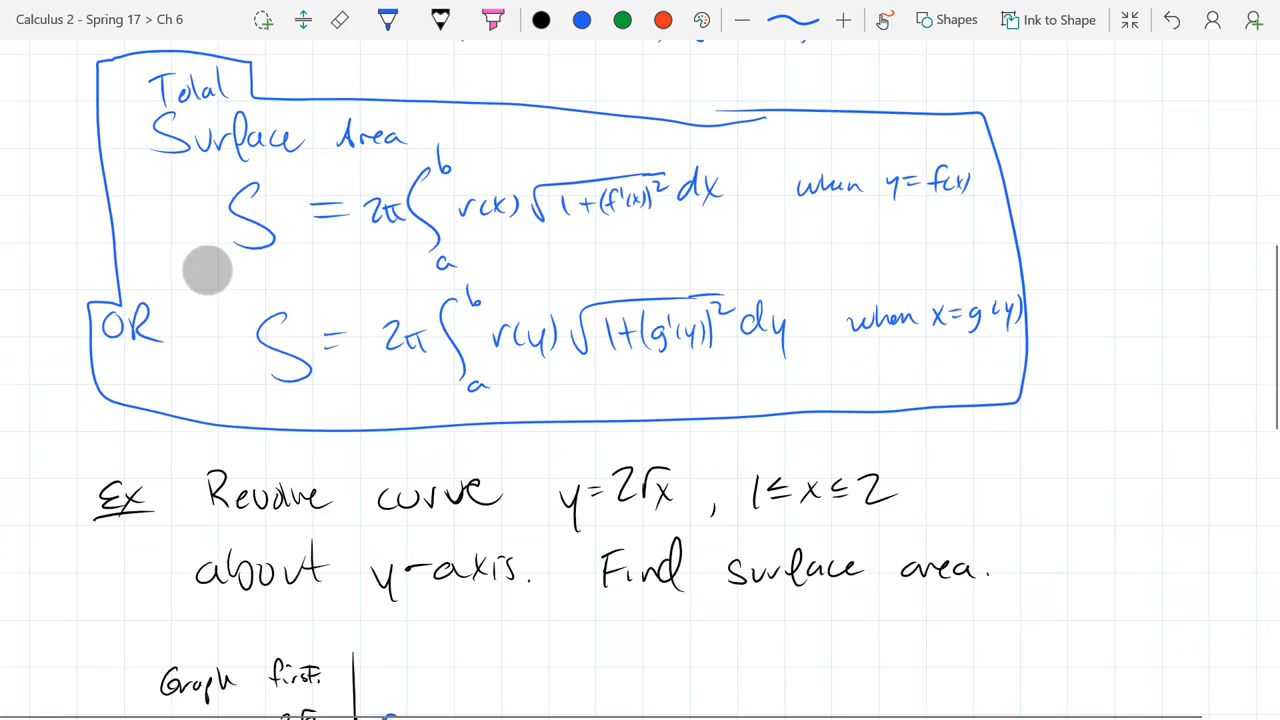 Calculus 2 - Spring 17 > Ch 6
Shapes
Ink to Shape
Total
Surface Area
S = 2π ∫_a^b r(x) √(1+(f'(x))²) dx when y = f(x)
OR S = 2π ∫_a^b r(y) √(1+(g'(y))²) dy when x = g(y)
Ex Revolve curve y = 2√x , 1 ≤ x ≤ 2
about y-axis. Find surface area.
Graph first.